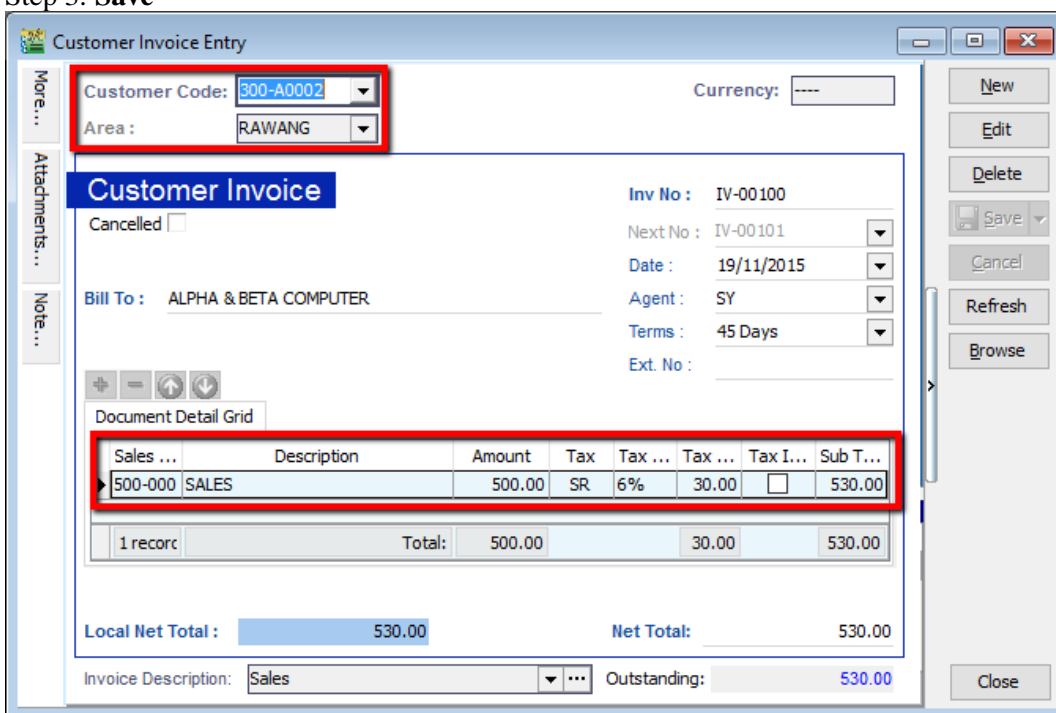 Step 3. Save
Customer Invoice Entry
More...
Attachments...
Note...
Customer Code: 300-A0002
Currency: ----
Area : RAWANG
New
Edit
Delete
Save
Cancel
Refresh
Browse
Customer Invoice
Cancelled
Inv No : IV-00100
Next No : IV-00101
Date : 19/11/2015
Bill To : ALPHA & BETA COMPUTER
Agent : SY
Terms : 45 Days
Ext. No :
Document Detail Grid
Sales ... Description Amount Tax Tax ... Tax ... Tax I... Sub T...
500-000 SALES 500.00 SR 6% 30.00 530.00
1 record Total: 500.00 30.00 530.00
Local Net Total : 530.00 Net Total: 530.00
Invoice Description: Sales Outstanding: 530.00
Close